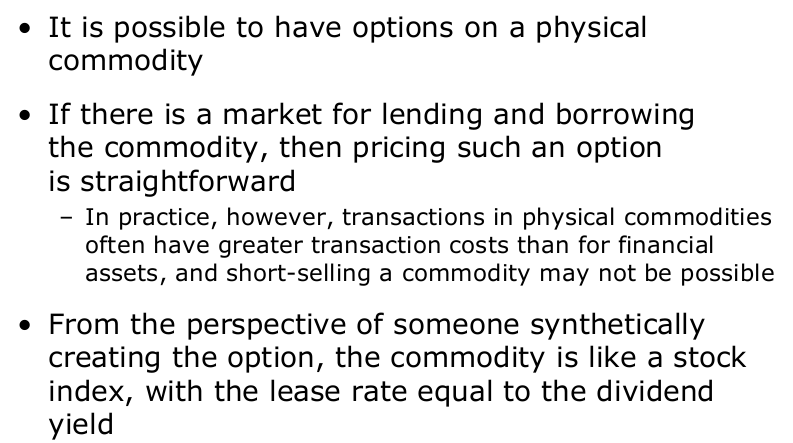 • It is possible to have options on a physical
commodity
• If there is a market for lending and borrowing
the commodity, then pricing such an option
is straightforward
– In practice, however, transactions in physical commodities
often have greater transaction costs than for financial
assets, and short-selling a commodity may not be possible
• From the perspective of someone synthetically
creating the option, the commodity is like a stock
index, with the lease rate equal to the dividend
yield